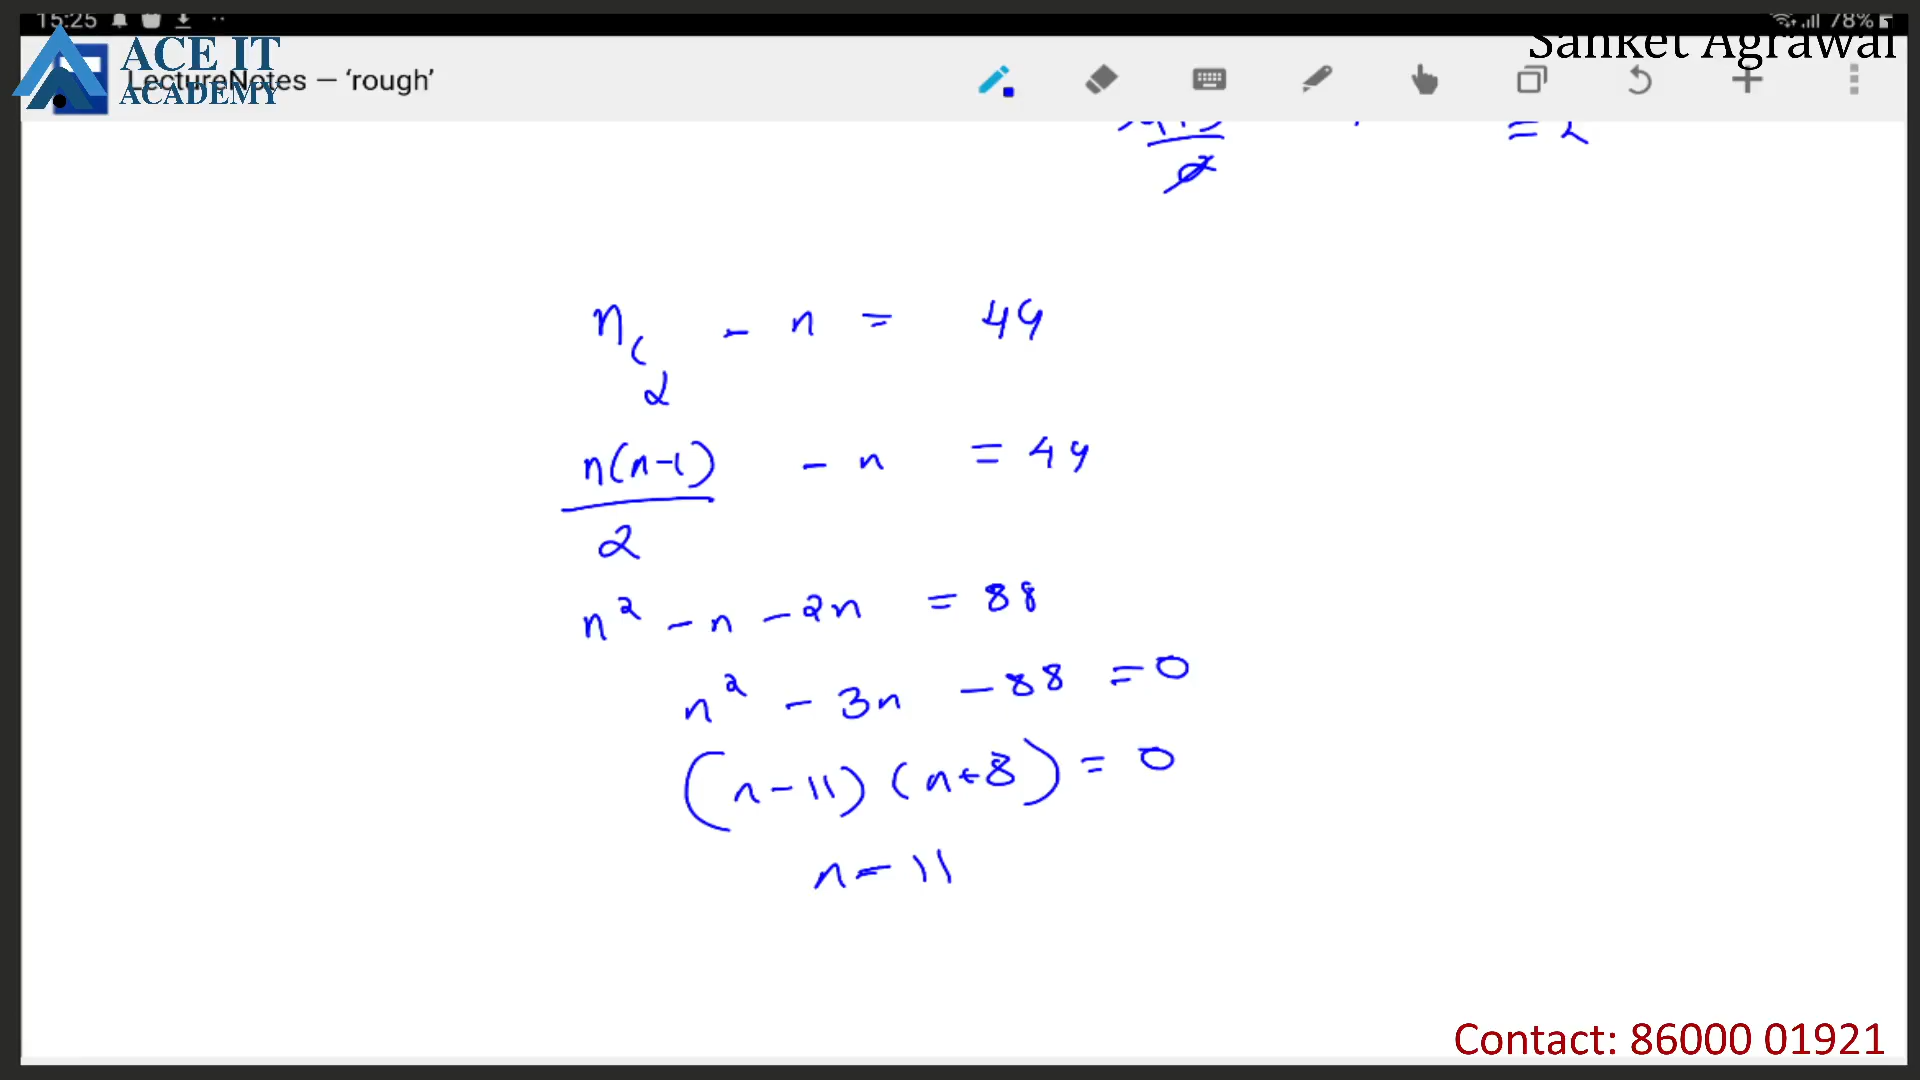 15:25
78%
ACE IT
ACADEMY
LectureNotes — ‘rough’
Sanket Agrawal
= 2
nC2 - n = 44
n(n-1)/2 - n = 44
n² - n - 2n = 88
n² - 3n - 88 = 0
(n-11)(n+8) = 0
n = 11
Contact: 86000 01921